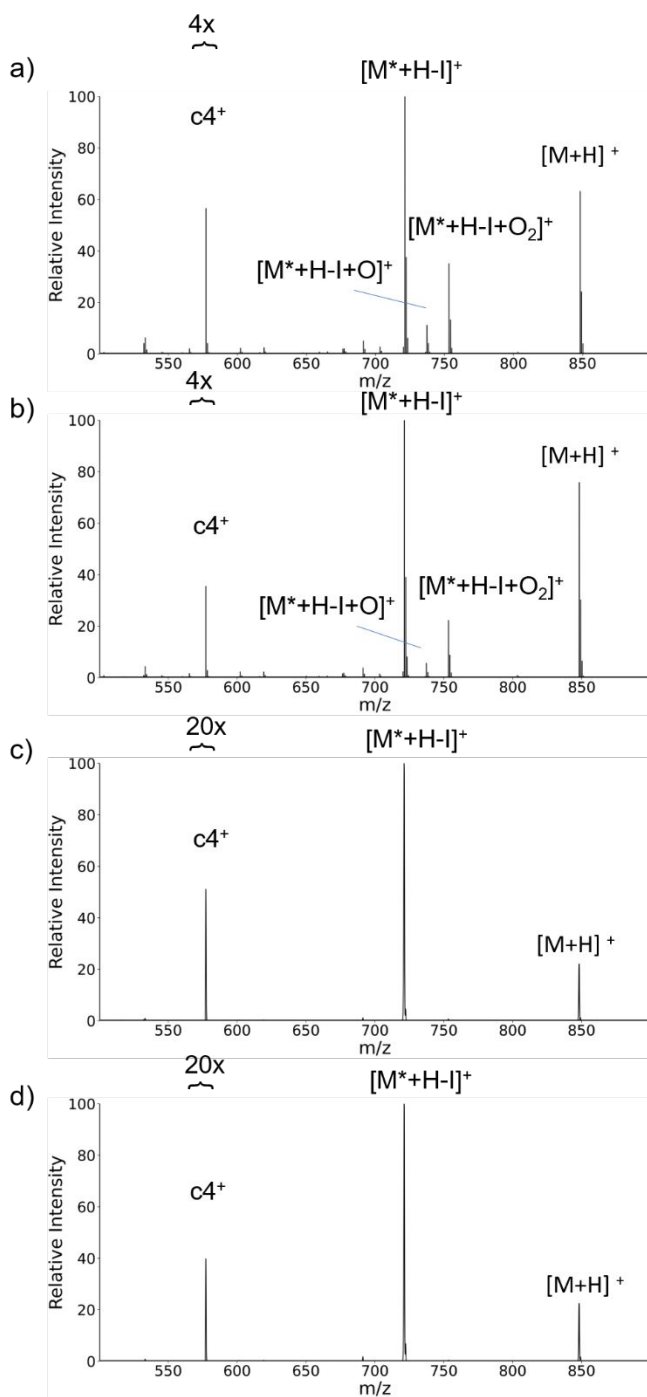 4x
a)
[M*+H-I]+
100
c4+
80
[M+H] +
Relative Intensity
60
[M*+H-I+O2]+
[M*+H-I+O]+
40
20
0
550 600 650 700 750 800 850
m/z
4x
b)
[M*+H-I]+
100
[M+H] +
80
c4+
Relative Intensity
60
[M*+H-I+O2]+
[M*+H-I+O]+
40
20
0
550 600 650 700 750 800 850
m/z
20x
c)
[M*+H-I]+
100
80
c4+
Relative Intensity
60
40
[M+H] +
20
0
550 600 650 700 750 800 850
m/z
20x
d)
[M*+H-I]+
100
80
c4+
Relative Intensity
60
40
[M+H] +
20
0
550 600 650 700 750 800 850
m/z